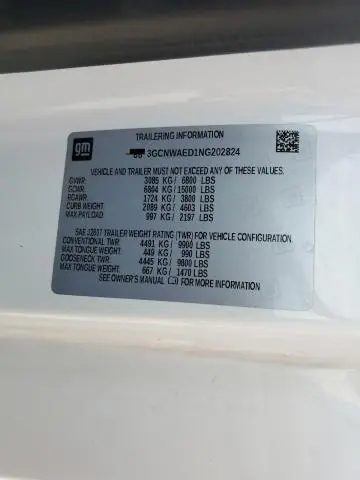 gm
TRAILERING INFORMATION
3GCNWAED1NG202824
VEHICLE AND TRAILER MUST NOT EXCEED ANY OF THESE LIMITS
GVWR: 3085 KG/ 6800 LBS
GCWR: 6804 KG/15000 LBS
RGAWR: 1724 KG/ 3800 LBS
CURB WEIGHT: 2089 KG/ 4603 LBS
MAX PAYLOAD: 997 KG/ 2197 LBS
SAE J2807 TRAILER WEIGHT RATING (TWR) FOR VEHICLE CONFIGURATION.
CONVENTIONAL TWR: 4491 KG/ 9900 LBS
MAX TONGUE WEIGHT: 449 KG/ 990 LBS
GOOSENECK TWR: 4445 KG/ 9800 LBS
MAX TONGUE WEIGHT: 667 KG/ 1470 LBS
SEE OWNER'S MANUAL FOR MORE INFORMATION